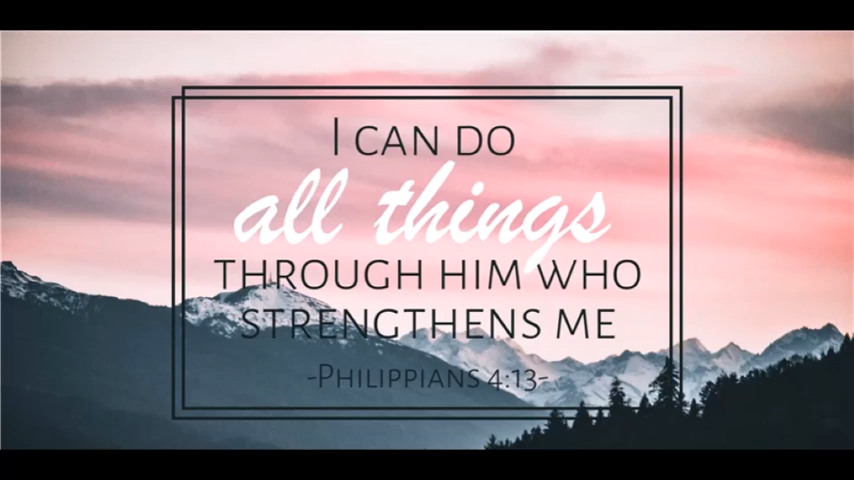 I CAN DO
all things
THROUGH HIM WHO
STRENGTHENS ME
-PHILIPPIANS 4:13-